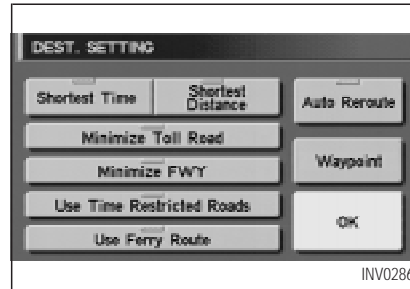 DEST. SETTING
Shortest Time
Shortest
Distance
Auto Reroute
Minimize Toll Road
Minimize FWY
Waypoint
Use Time Restricted Roads
Use Ferry Route
OK
INV0286